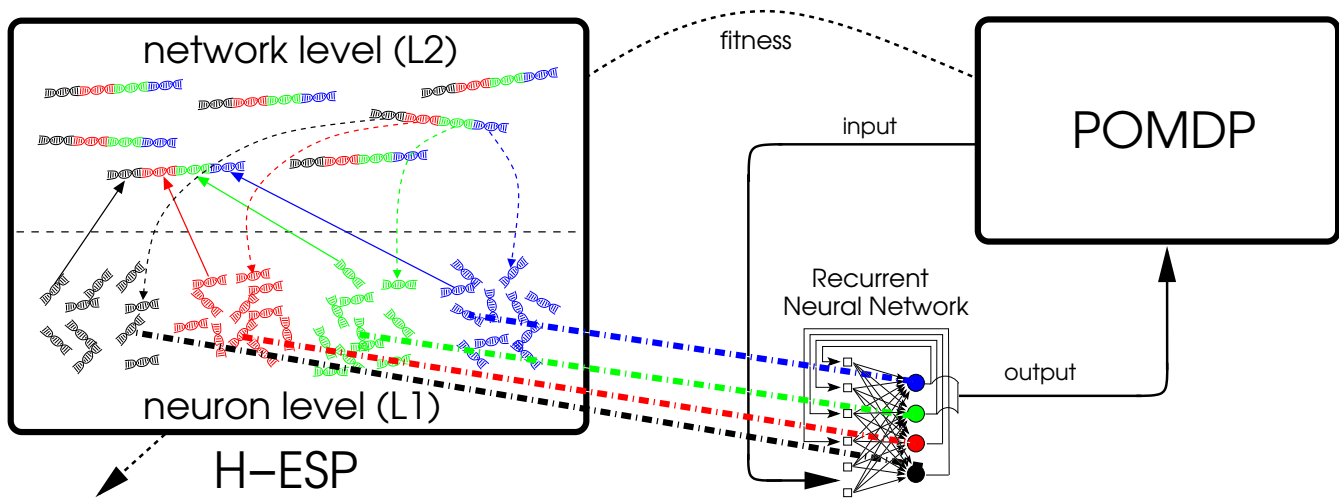 network level (L2)
fitness
input
POMDP
Recurrent
Neural Network
output
neuron level (L1)
H−ESP